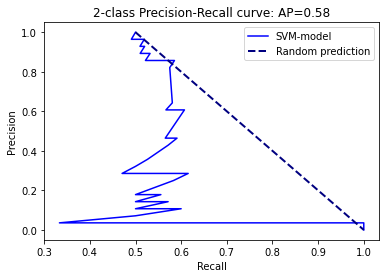 2-class Precision-Recall curve: AP=0.58
SVM-model
Random prediction
Precision
1.0
0.8
0.6
0.4
0.2
0.0
0.3 0.4 0.5 0.6 0.7 0.8 0.9 1.0
Recall